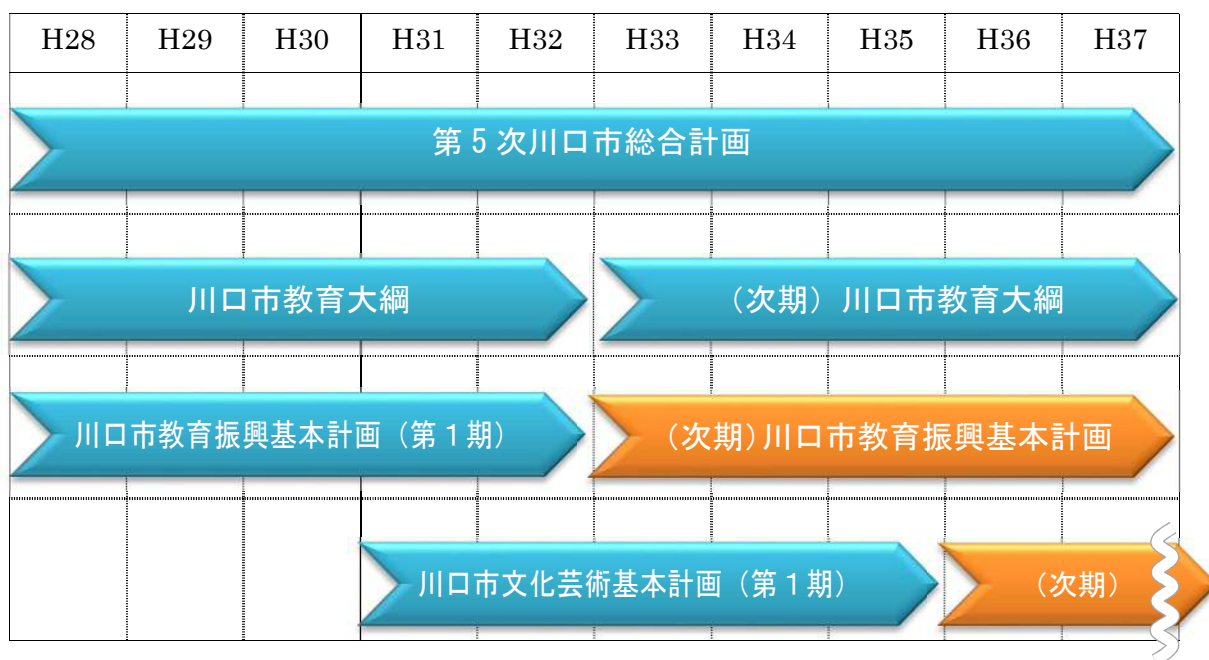 H28 H29 H30 H31 H32 H33 H34 H35 H36 H37
第5次川口市総合計画
川口市教育大綱 (次期) 川口市教育大綱
川口市教育振興基本計画 (第1期) (次期)川口市教育振興基本計画
川口市文化芸術基本計画 (第1期) (次期)